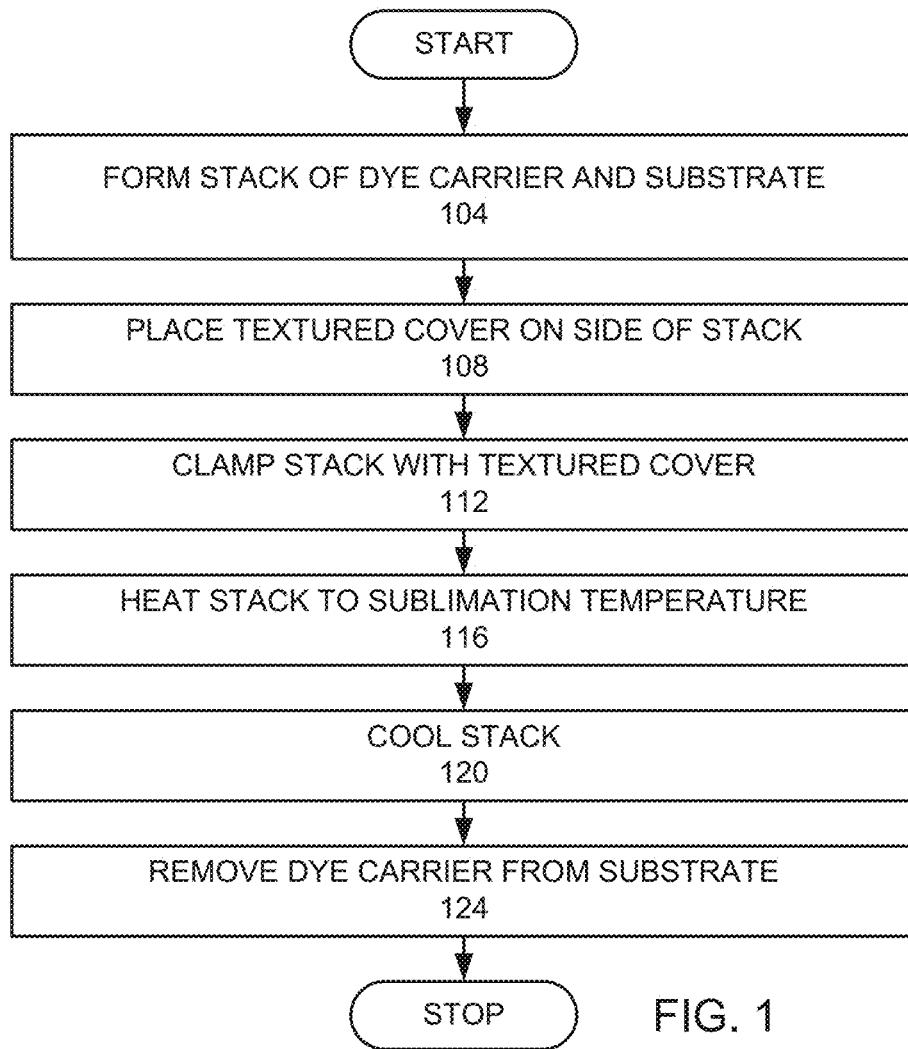 START
FORM STACK OF DYE CARRIER AND SUBSTRATE
104
PLACE TEXTURED COVER ON SIDE OF STACK
108
CLAMP STACK WITH TEXTURED COVER
112
HEAT STACK TO SUBLIMATION TEMPERATURE
116
COOL STACK
120
REMOVE DYE CARRIER FROM SUBSTRATE
124
STOP
FIG. 1